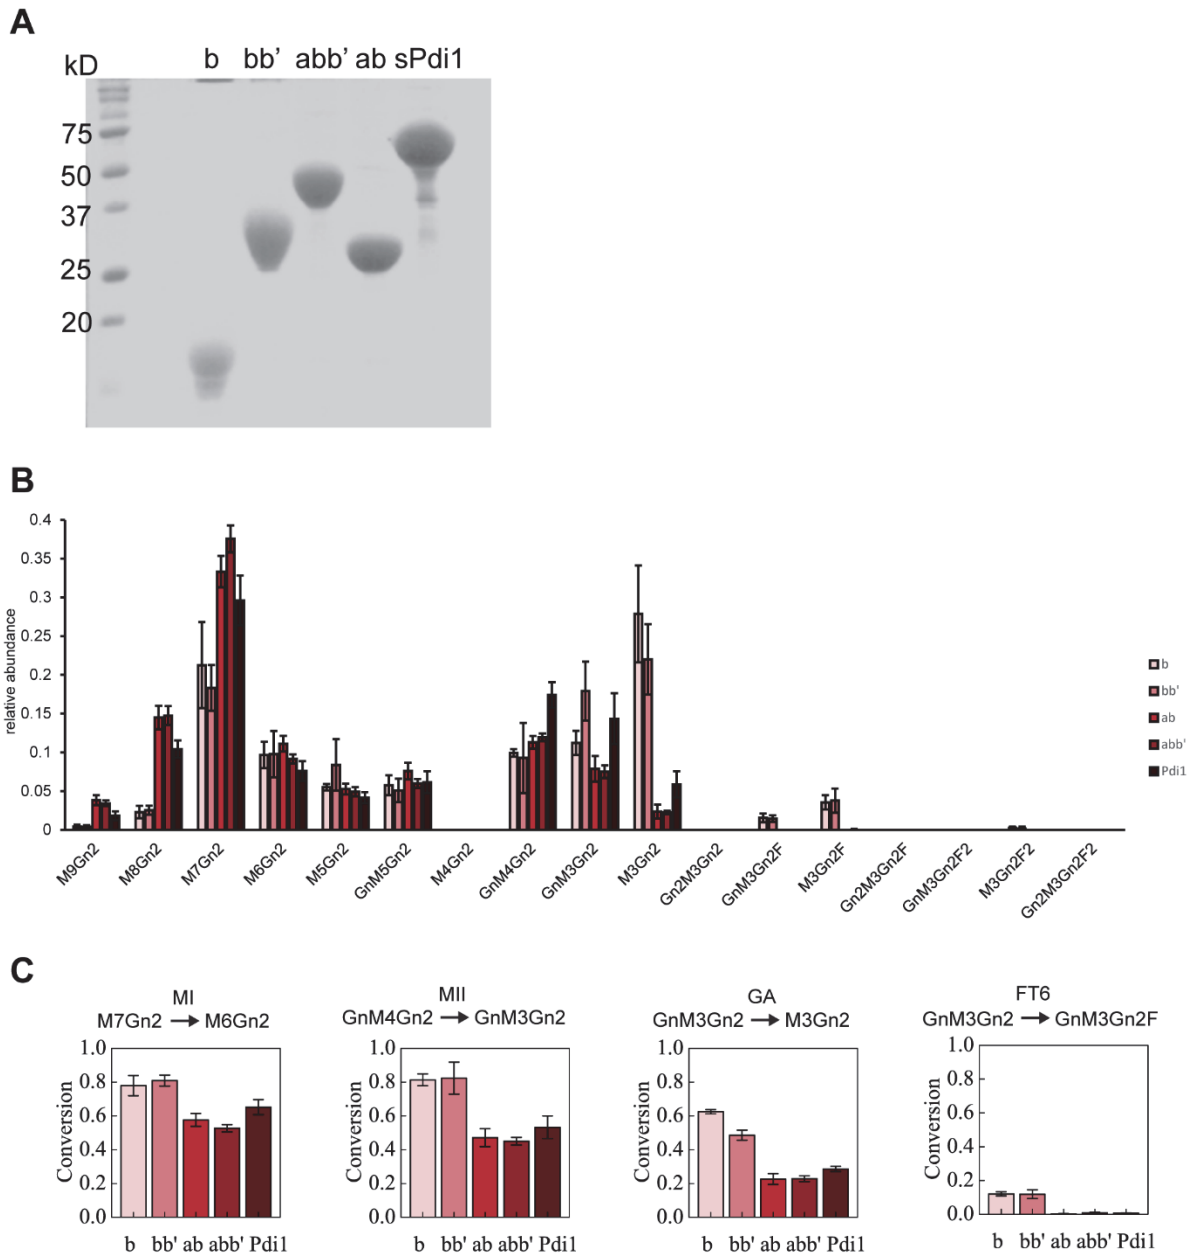 A
kD b bb' abb' ab sPdi1
75
50
37
25
20
B
0.4
0.35
0.3
0.25
0.2
0.15
0.1
0.05
0
relative abundance
b
bb'
ab
abb'
Pdi1
M9Gn2 M8Gn2 M7Gn2 M6Gn2 M5Gn2 GnM5Gn2 M4Gn2 GnM4Gn2 GnM3Gn2 M3Gn2 Gn2M3Gn2 GnM3Gn2F M3Gn2F Gn2M3Gn2F GnM3Gn2F2 M3Gn2F2 Gn2M3Gn2F2
C
MI
M7Gn2 → M6Gn2
Conversion
1.0
0.8
0.6
0.4
0.2
0.0
b bb' ab abb' Pdi1
MII
GnM4Gn2 → GnM3Gn2
Conversion
1.0
0.8
0.6
0.4
0.2
0.0
b bb' ab abb' Pdi1
GA
GnM3Gn2 → M3Gn2
Conversion
1.0
0.8
0.6
0.4
0.2
0.0
b bb' ab abb' Pdi1
FT6
GnM3Gn2 → GnM3Gn2F
Conversion
1.0
0.8
0.6
0.4
0.2
0.0
b bb' ab abb' Pdi1